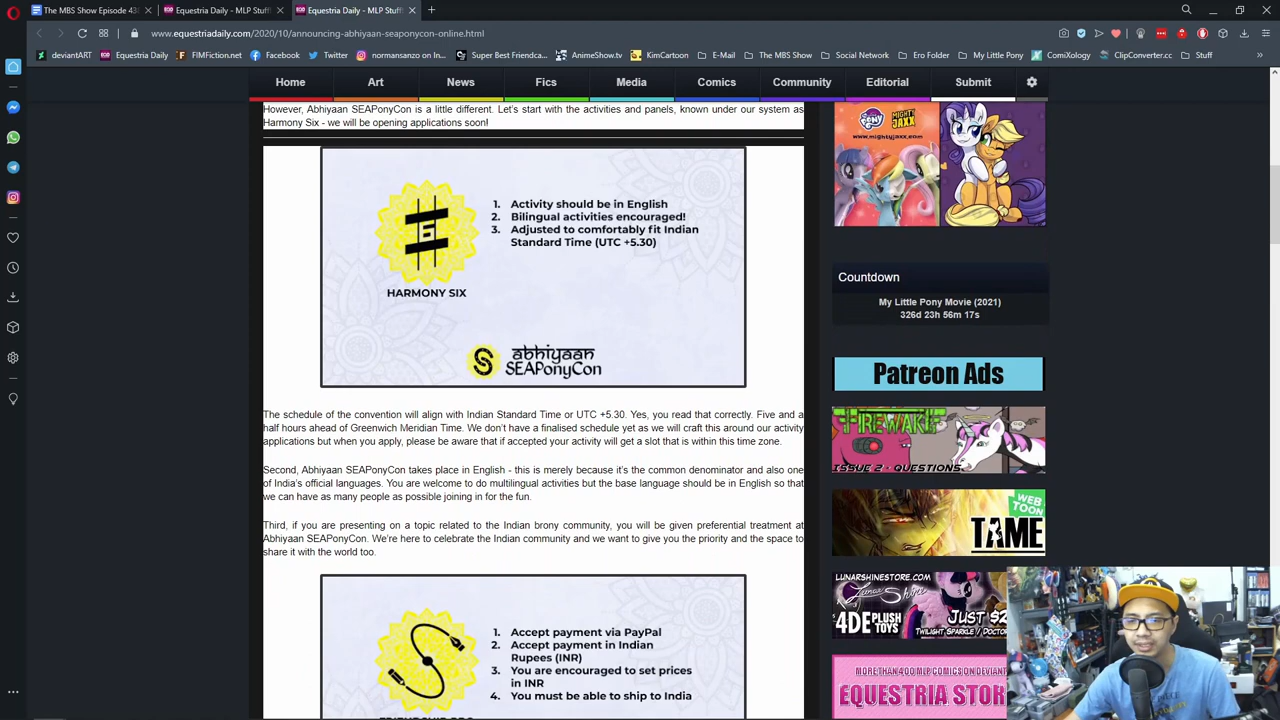 The MBS Show Episode 43
Equestria Daily - MLP Stuff!
Equestria Daily - MLP Stuff!
www.equestriadaily.com/2020/10/announcing-abhiyaan-seaponycon-online.html
deviantART
Equestria Daily
FIMFiction.net
Facebook
Twitter
normansanzo on In...
Super Best Friendca...
AnimeShow.tv
KimCartoon
E-Mail
The MBS Show
Social Network
Ero Folder
My Little Pony
ComiXology
ClipConverter.cc
Stuff
Home
Art
News
Fics
Media
Comics
Community
Editorial
Submit
However, Abhiyaan SEAPonyCon is a little different. Let's start with the activities and panels, known under our system as
Harmony Six - we will be opening applications soon!
HARMONY SIX
1. Activity should be in English
2. Bilingual activities encouraged!
3. Adjusted to comfortably fit Indian
Standard Time (UTC +5.30)
abhiyaan
SEAPonyCon
The schedule of the convention will align with Indian Standard Time or UTC +5.30. Yes, you read that correctly. Five and a
half hours ahead of Greenwich Meridian Time. We don't have a finalised schedule yet as we will craft this around our activity
applications but when you apply, please be aware that if accepted your activity will get a slot that is within this time zone.
Second, Abhiyaan SEAPonyCon takes place in English - this is merely because it's the common denominator and also one
of India's official languages. You are welcome to do multilingual activities but the base language should be in English so that
we can have as many people as possible joining in for the fun.
Third, if you are presenting on a topic related to the Indian brony community, you will be given preferential treatment at
Abhiyaan SEAPonyCon. We're here to celebrate the Indian community and we want to give you the priority and the space to
share it with the world too.
1. Accept payment via PayPal
2. Accept payment in Indian
Rupees (INR)
3. You are encouraged to set prices
in INR
4. You must be able to ship to India
MIGHTY
JAXX
www.mightyjaxx.com
Countdown
My Little Pony Movie (2021)
326d 23h 56m 17s
Patreon Ads
FIREWAKE
ISSUE 2 - QUESTIONS
WEB
TOON
TAME
LUNARSHINESTORE.COM
Lunar Shine
JUST $2
4DE PLUSH
TOYS
TWILIGHT SPARKLE / DOCTOR
MORE THAN 400 MLP COMICS ON DEVIANT
EQUESTRIA STOR